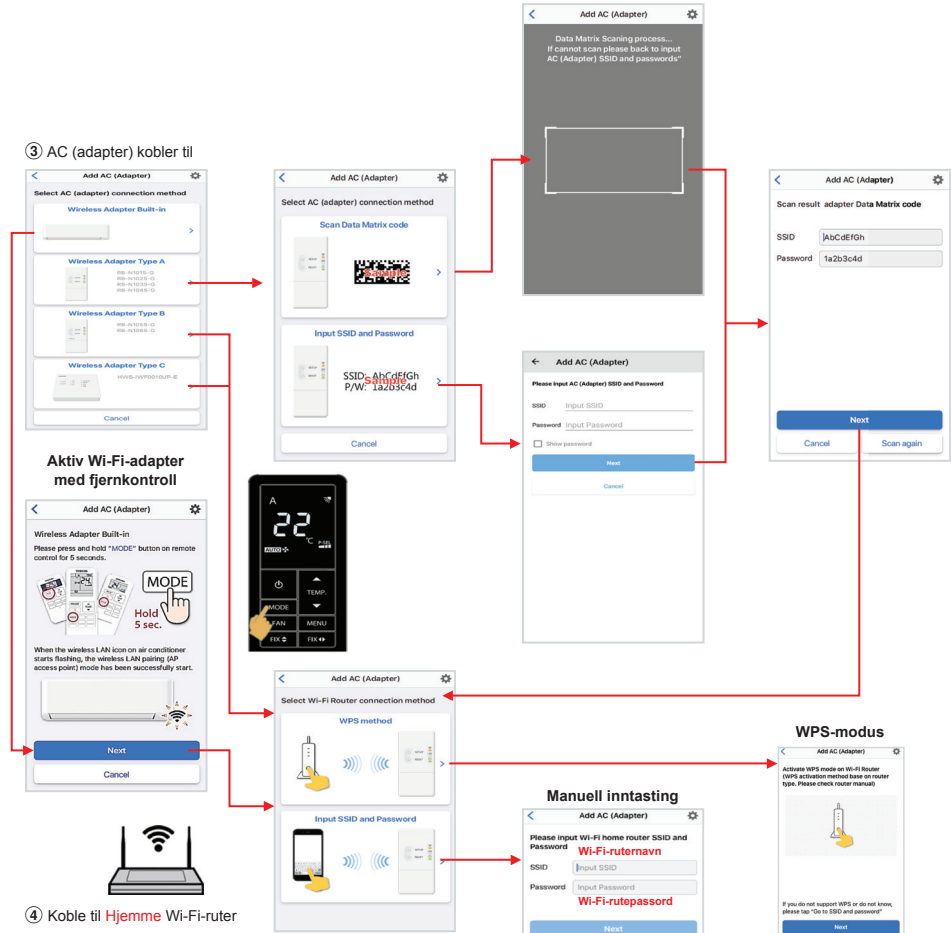 Add AC (Adapter)
Data Matrix Scanning process...
If cannot scan please back to input
AC (Adapter) SSID and passwords"
③ AC (adapter) kobler til
Add AC (Adapter)
Select AC (adapter) connection method
Wireless Adapter Built-in
Wireless Adapter Type A
RB-N101S-G
RB-N102S-G
RB-N103S-G
RB-N104S-G
Wireless Adapter Type B
RB-N105S-G
RB-N106S-G
Wireless Adapter Type C
HWS-IWP0010UP-E
Cancel
Add AC (Adapter)
Select AC (adapter) connection method
Scan Data Matrix code
Sample
Input SSID and Password
SSID: AbCdEfGh
P/W: 1a2b3c4d
Sample
Cancel
Add AC (Adapter)
Please input AC (Adapter) SSID and Password
SSID Input SSID
Password Input Password
Show password
Next
Cancel
Add AC (Adapter)
Scan result adapter Data Matrix code
SSID AbCdEfGh
Password 1a2b3c4d
Next
Cancel Scan again
Aktiv Wi-Fi-adapter
med fjernkontroll
Add AC (Adapter)
Wireless Adapter Built-in
Please press and hold "MODE" button on remote
control for 5 seconds.
MODE
Hold
5 sec.
When the wireless LAN icon on air conditioner
starts flashing, the wireless LAN pairing (AP
access point) mode has been successfully start.
Next
Cancel
A
22 °C
AUTO P-SEL
TEMP.
MODE
FAN MENU
FIX FIX
Add AC (Adapter)
Select Wi-Fi Router connection method
WPS method
Input SSID and Password
④ Koble til Hjemme Wi-Fi-ruter
Manuell inntasting
Add AC (Adapter)
Please input Wi-Fi home router SSID and
Password
Wi-Fi-ruternavn
SSID Input SSID
Password Input Password
Wi-Fi-rutepassord
Next
WPS-modus
Add AC (Adapter)
Activate WPS mode on Wi-Fi Router
(WPS activation method base on router
type. Please check router manual)
If you do not support WPS or do not know,
please tap "Go to SSID and password"
Next